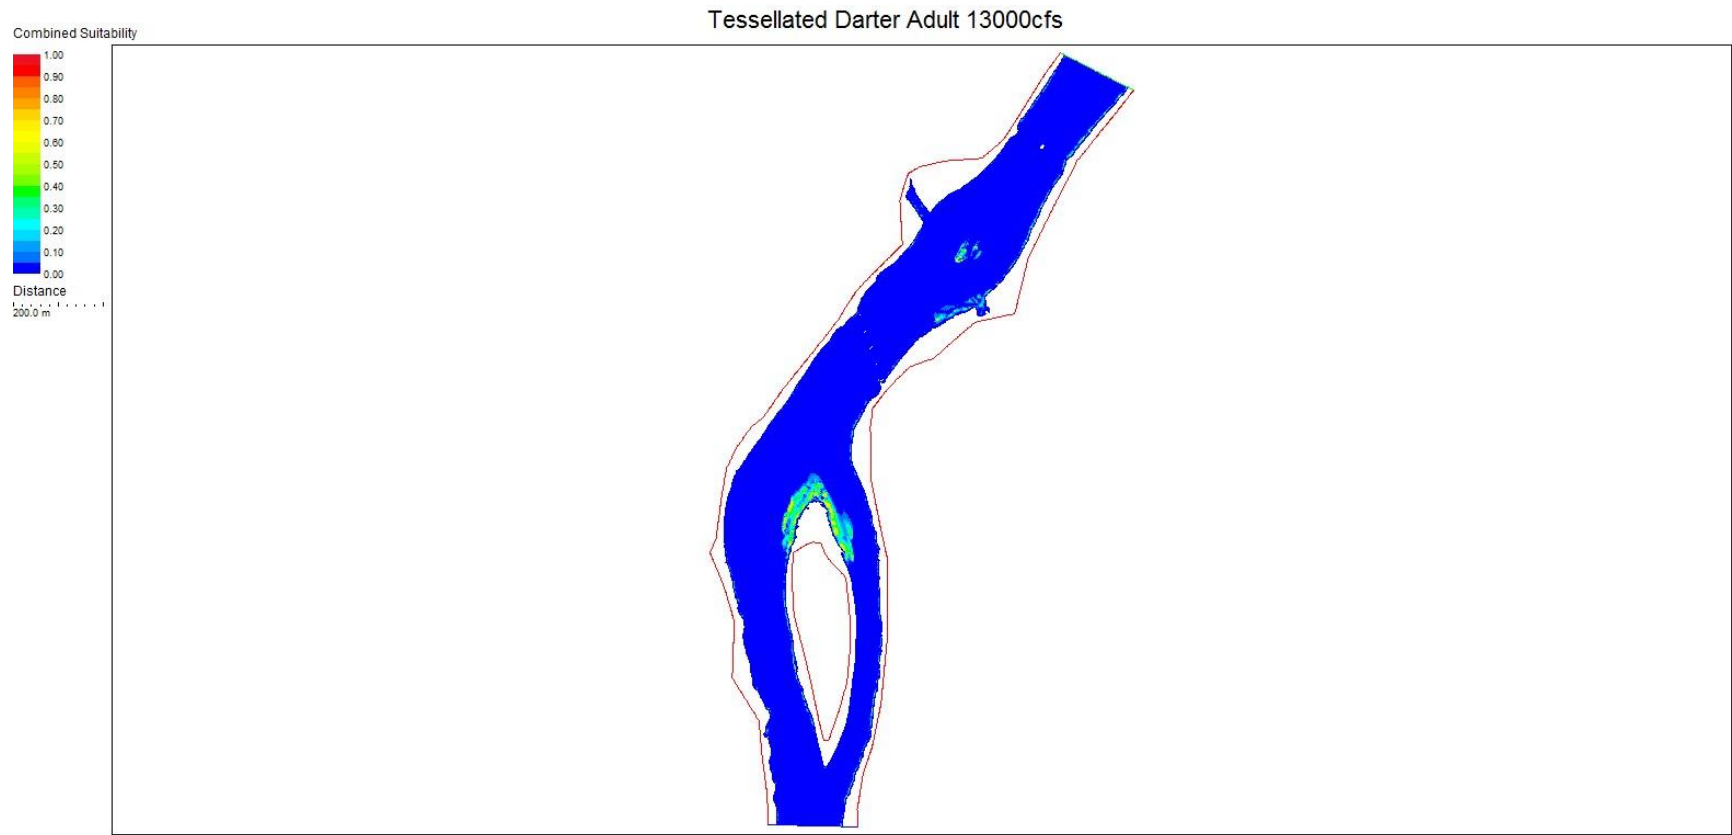 Tessellated Darter Adult 13000cfs
Combined Suitability
1.00
0.90
0.80
0.70
0.60
0.50
0.40
0.30
0.20
0.10
0.00
Distance
200.0 m